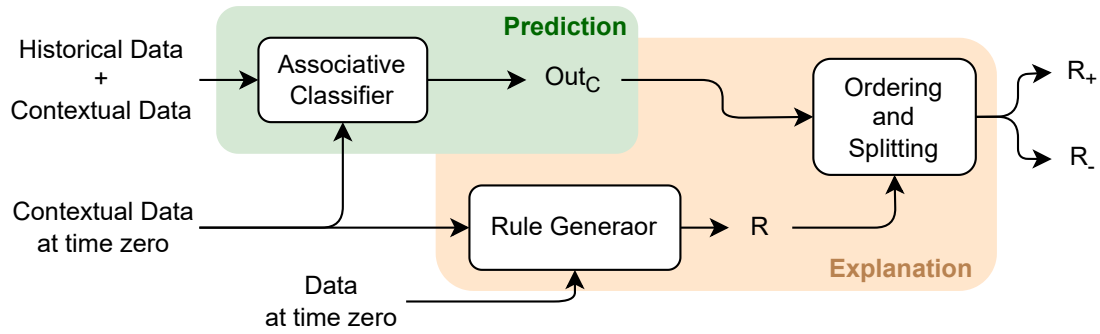 Prediction
Historical Data
+
Contextual Data
Associative
Classifier
Out_C
Ordering
and
Splitting
R_+
R_-
Contextual Data
at time zero
Rule Generaor
R
Explanation
Data
at time zero